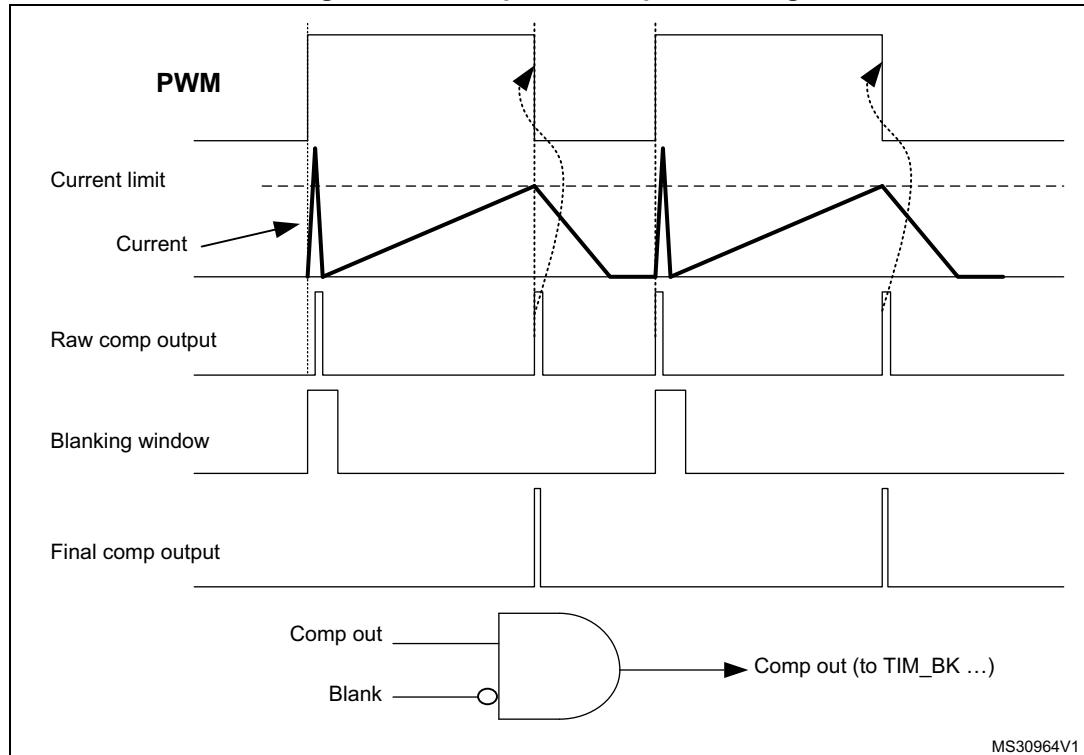 PWM
Current limit
Current
Raw comp output
Blanking window
Final comp output
Comp out
Comp out (to TIM_BK …)
Blank
MS30964V1